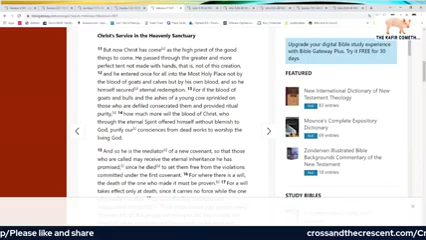 THE KAFIR COMETH...
Christ's Service in the Heavenly Sanctuary
11 But now Christ has come as the high priest of the good
things to come. He passed through the greater and more
perfect tent not made with hands, that is, not of this creation,
12 and he entered once for all into the Most Holy Place not by
the blood of goats and calves but by his own blood, and so he
himself secured eternal redemption. 13 For if the blood of
goats and bulls and the ashes of a young cow sprinkled on
those who are defiled consecrated them and provided ritual
purity, 14 how much more will the blood of Christ, who
through the eternal Spirit offered himself without blemish to
God, purify our consciences from dead works to worship the
living God.
15 And so he is the mediator of a new covenant, so that those
who are called may receive the eternal inheritance he has
promised, since he died to set them free from the violations
committed under the first covenant. 16 For where there is a will,
the death of the one who made it must be proven. 17 For a will
takes effect only at death, since it carries no force while the one
Upgrade your digital Bible study experience
with Bible Gateway Plus. Try it FREE for 30
days.
FEATURED
New International Dictionary of New
Testament Theology
Mounce's Complete Expository
Dictionary
Zondervan Illustrated Bible
Backgrounds Commentary of the
New Testament
STUDY BIBLES
p/Please like and share
crossandthecrescent.com/Cr